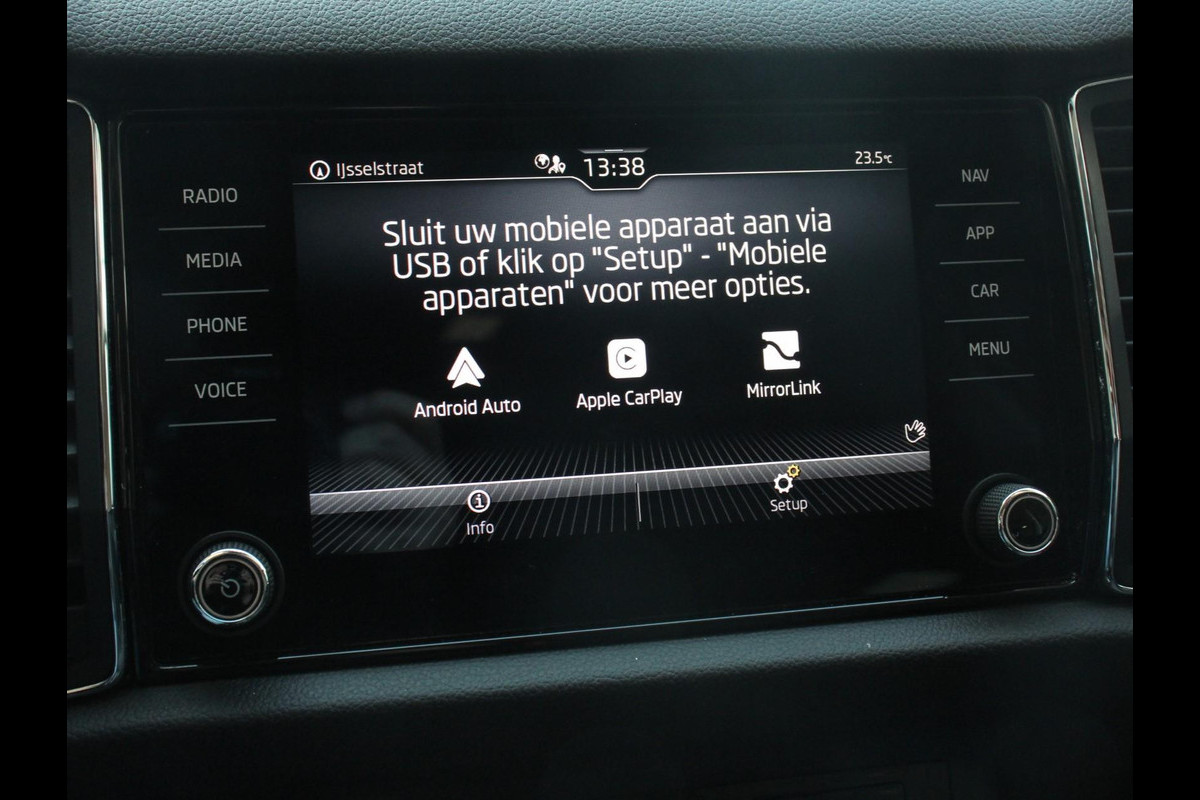 IJsselstraat 13:38 23.5°C
RADIO
MEDIA
PHONE
VOICE
Sluit uw mobiele apparaat aan via
USB of klik op "Setup" - "Mobiele
apparaten" voor meer opties.
Android Auto Apple CarPlay MirrorLink
Info Setup
NAV
APP
CAR
MENU